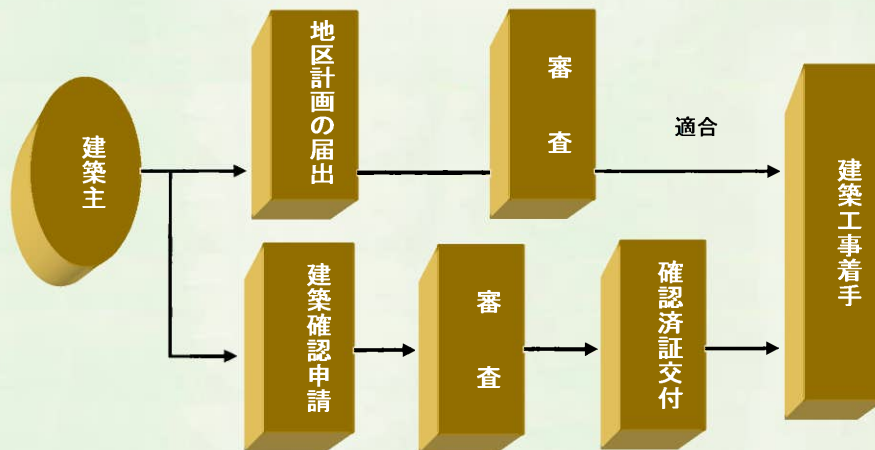 建築主
地区計画の届出
審査
適合
建築確認申請
審査
確認済証交付
建築工事着手